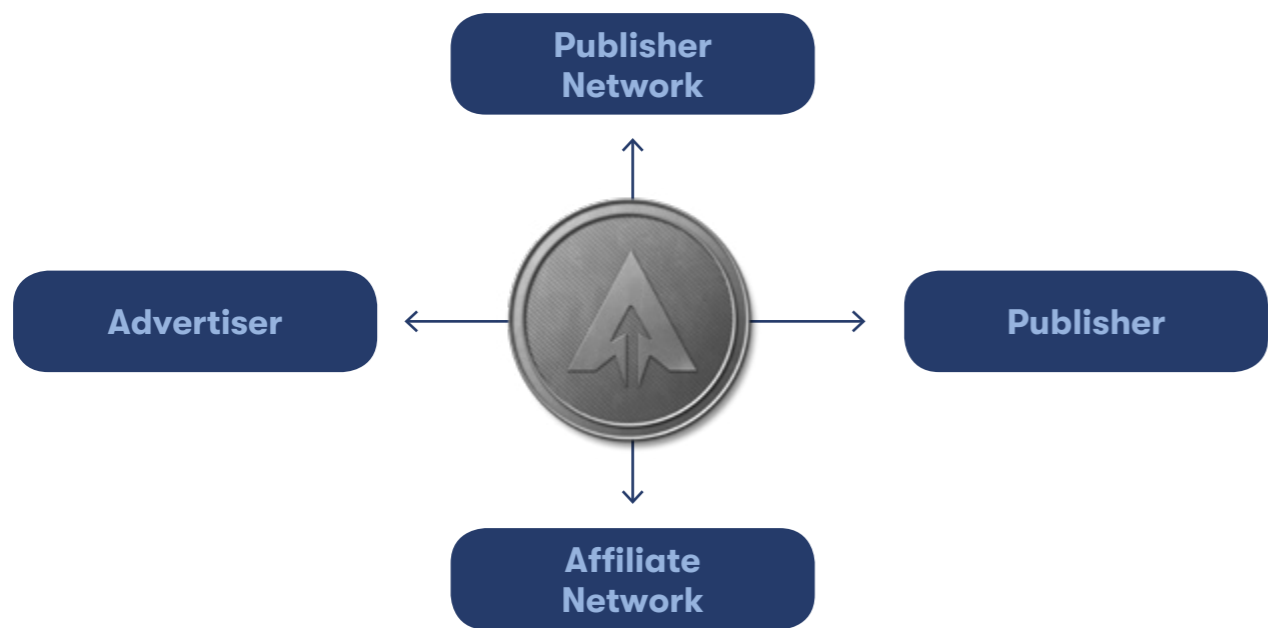 Publisher
Network
Advertiser
Publisher
Affiliate
Network